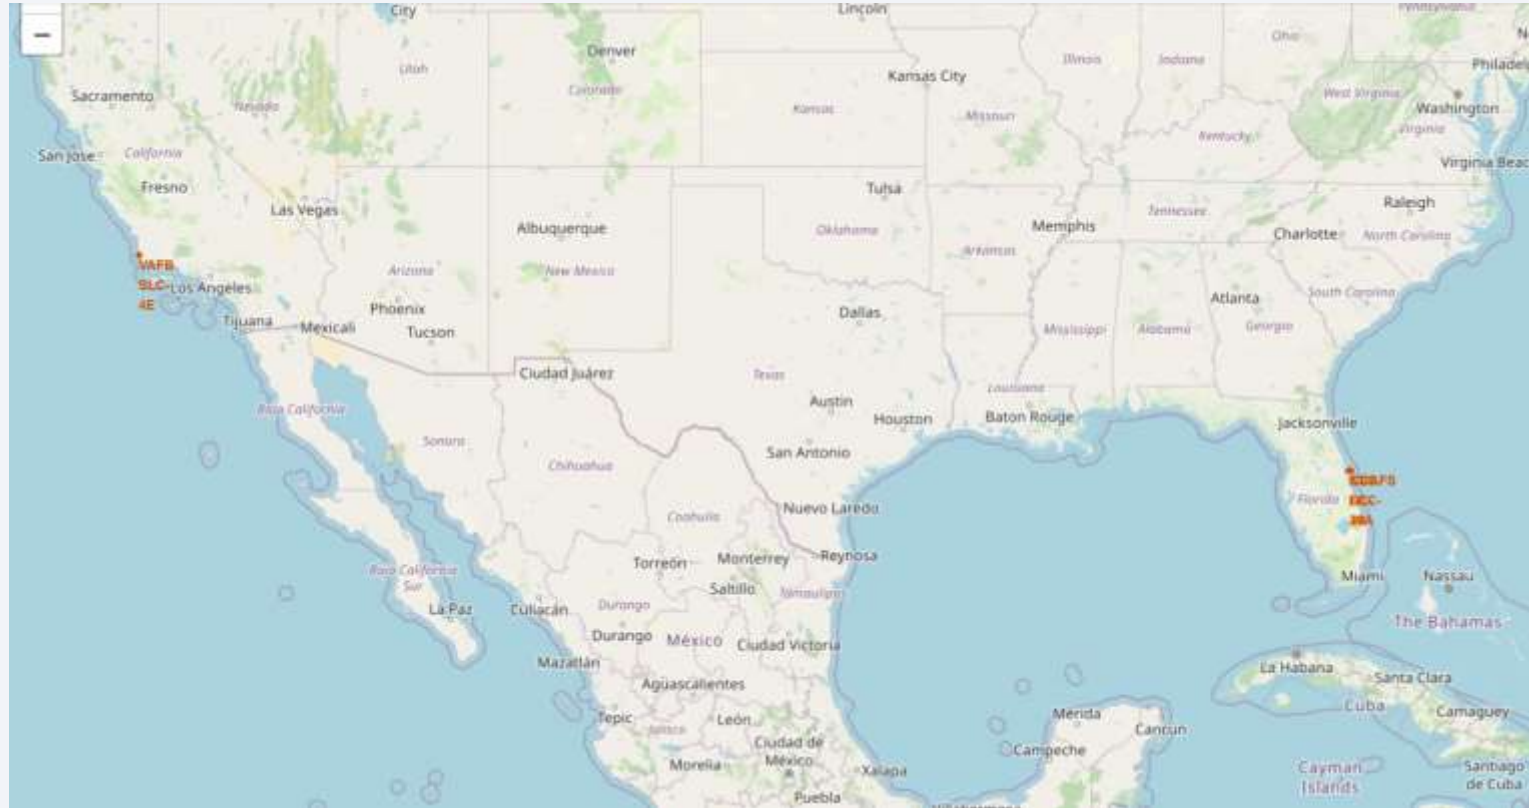 City
Lincoln
Pennsylvania
Ohio
Denver
Utah
Illinois
Indiana
Philadel
Kansas City
Sacramento
Nevada
Colorado
Kansas
Missouri
West Virginia
Washington
Virginia
Kentucky
San Jose
California
Virginia Beac
Fresno
Tulsa
Las Vegas
Raleigh
Tennessee
Albuquerque
Oklahoma
Memphis
Charlotte
North Carolina
Arkansas
VAFB
SLC-
4E
Los Angeles
Arizona
New Mexico
Phoenix
Atlanta
South Carolina
Tijuana
Mexicali
Tucson
Dallas
Mississippi
Alabama
Georgia
Ciudad Juárez
Texas
Louisiana
Baja California
Austin
Houston
Baton Rouge
Jacksonville
Sonora
San Antonio
Chihuahua
Florida
Coahuila
Nuevo Laredo
Torreón
Monterrey
Reynosa
Baja California
Sur
Saltillo
Tamaulipas
Miami
Nassau
La Paz
Culiacán
Durango
The Bahamas
Durango
México
Ciudad Victoria
Mazatlán
La Habana
Santa Clara
Aguascalientes
Cuba
Camagüey
Tepic
Jalisco
León
Mérida
Cancún
Ciudad de
México
Campeche
Morelia
Xalapa
Cayman
Islands
Santiago
de Cuba
Puebla